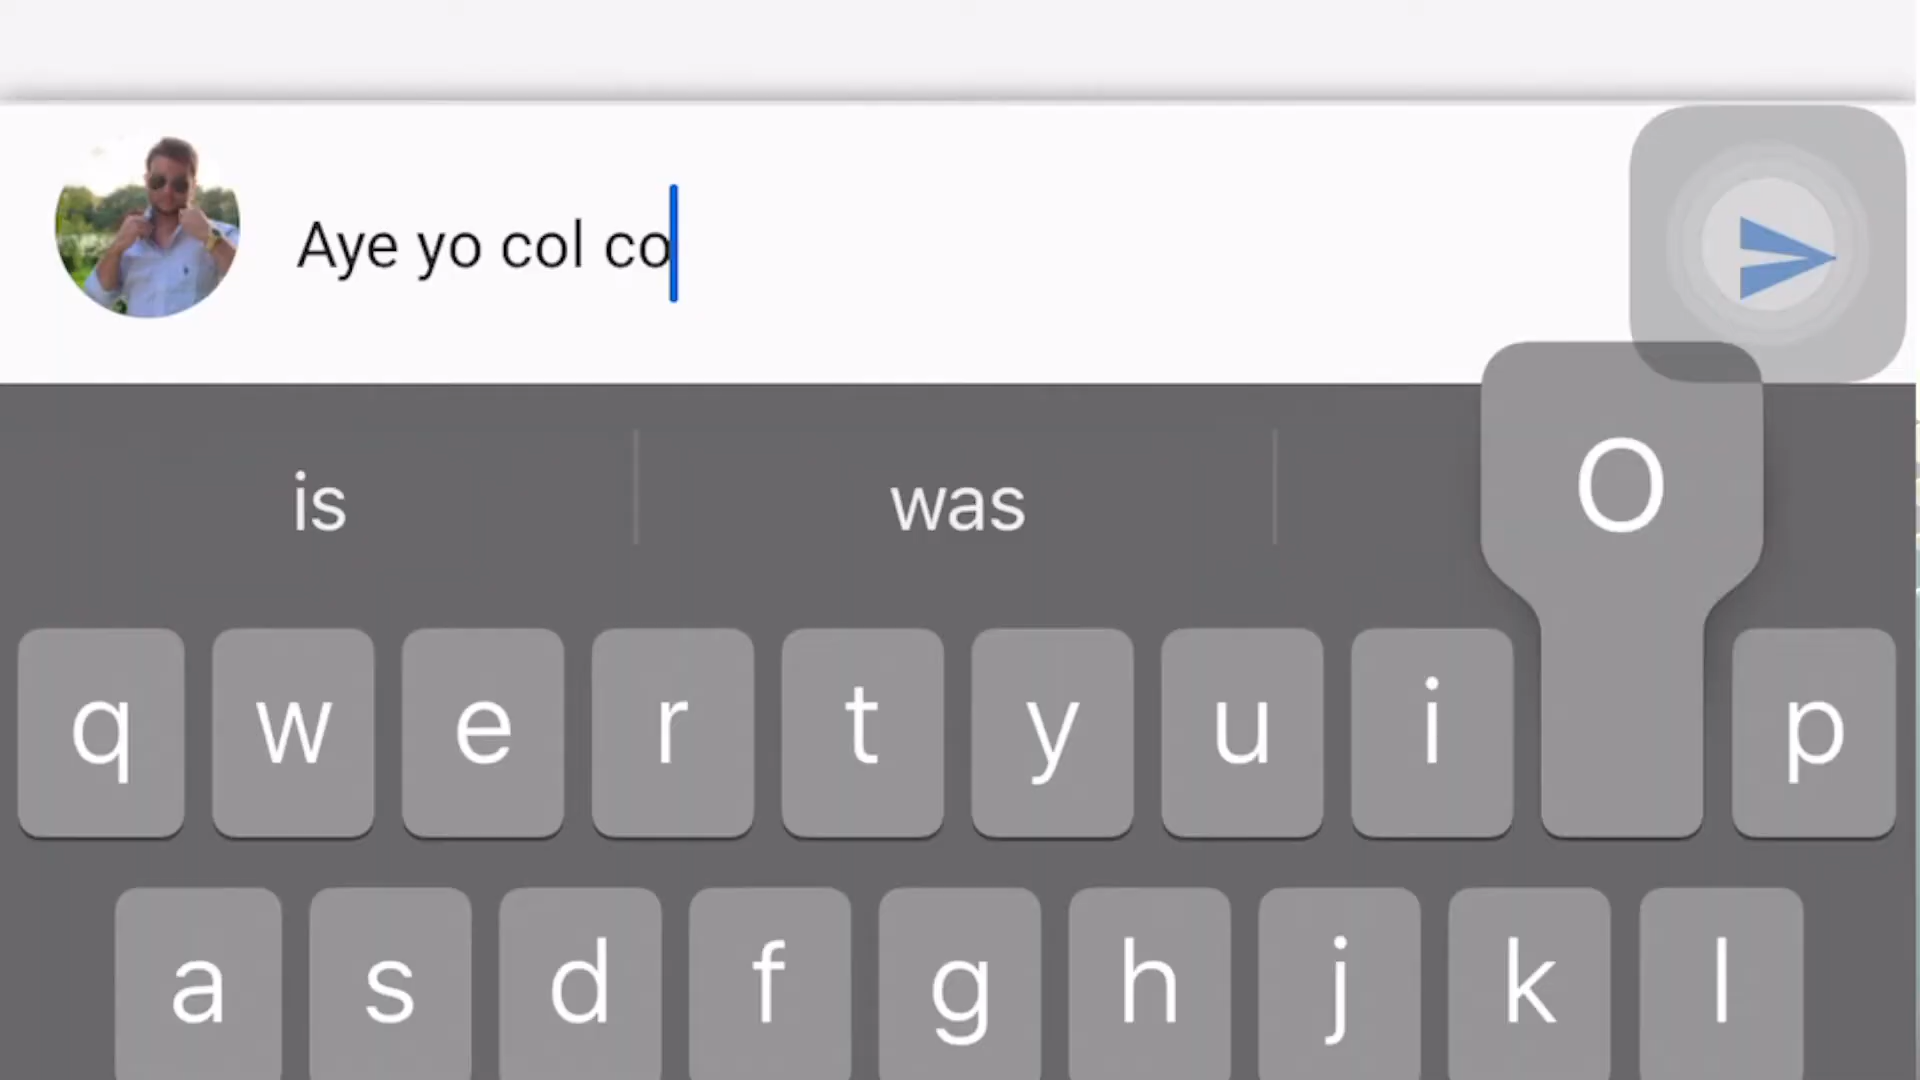 Aye yo col co
is
was
O
q w e r t y u i p
a s d f g h j k l